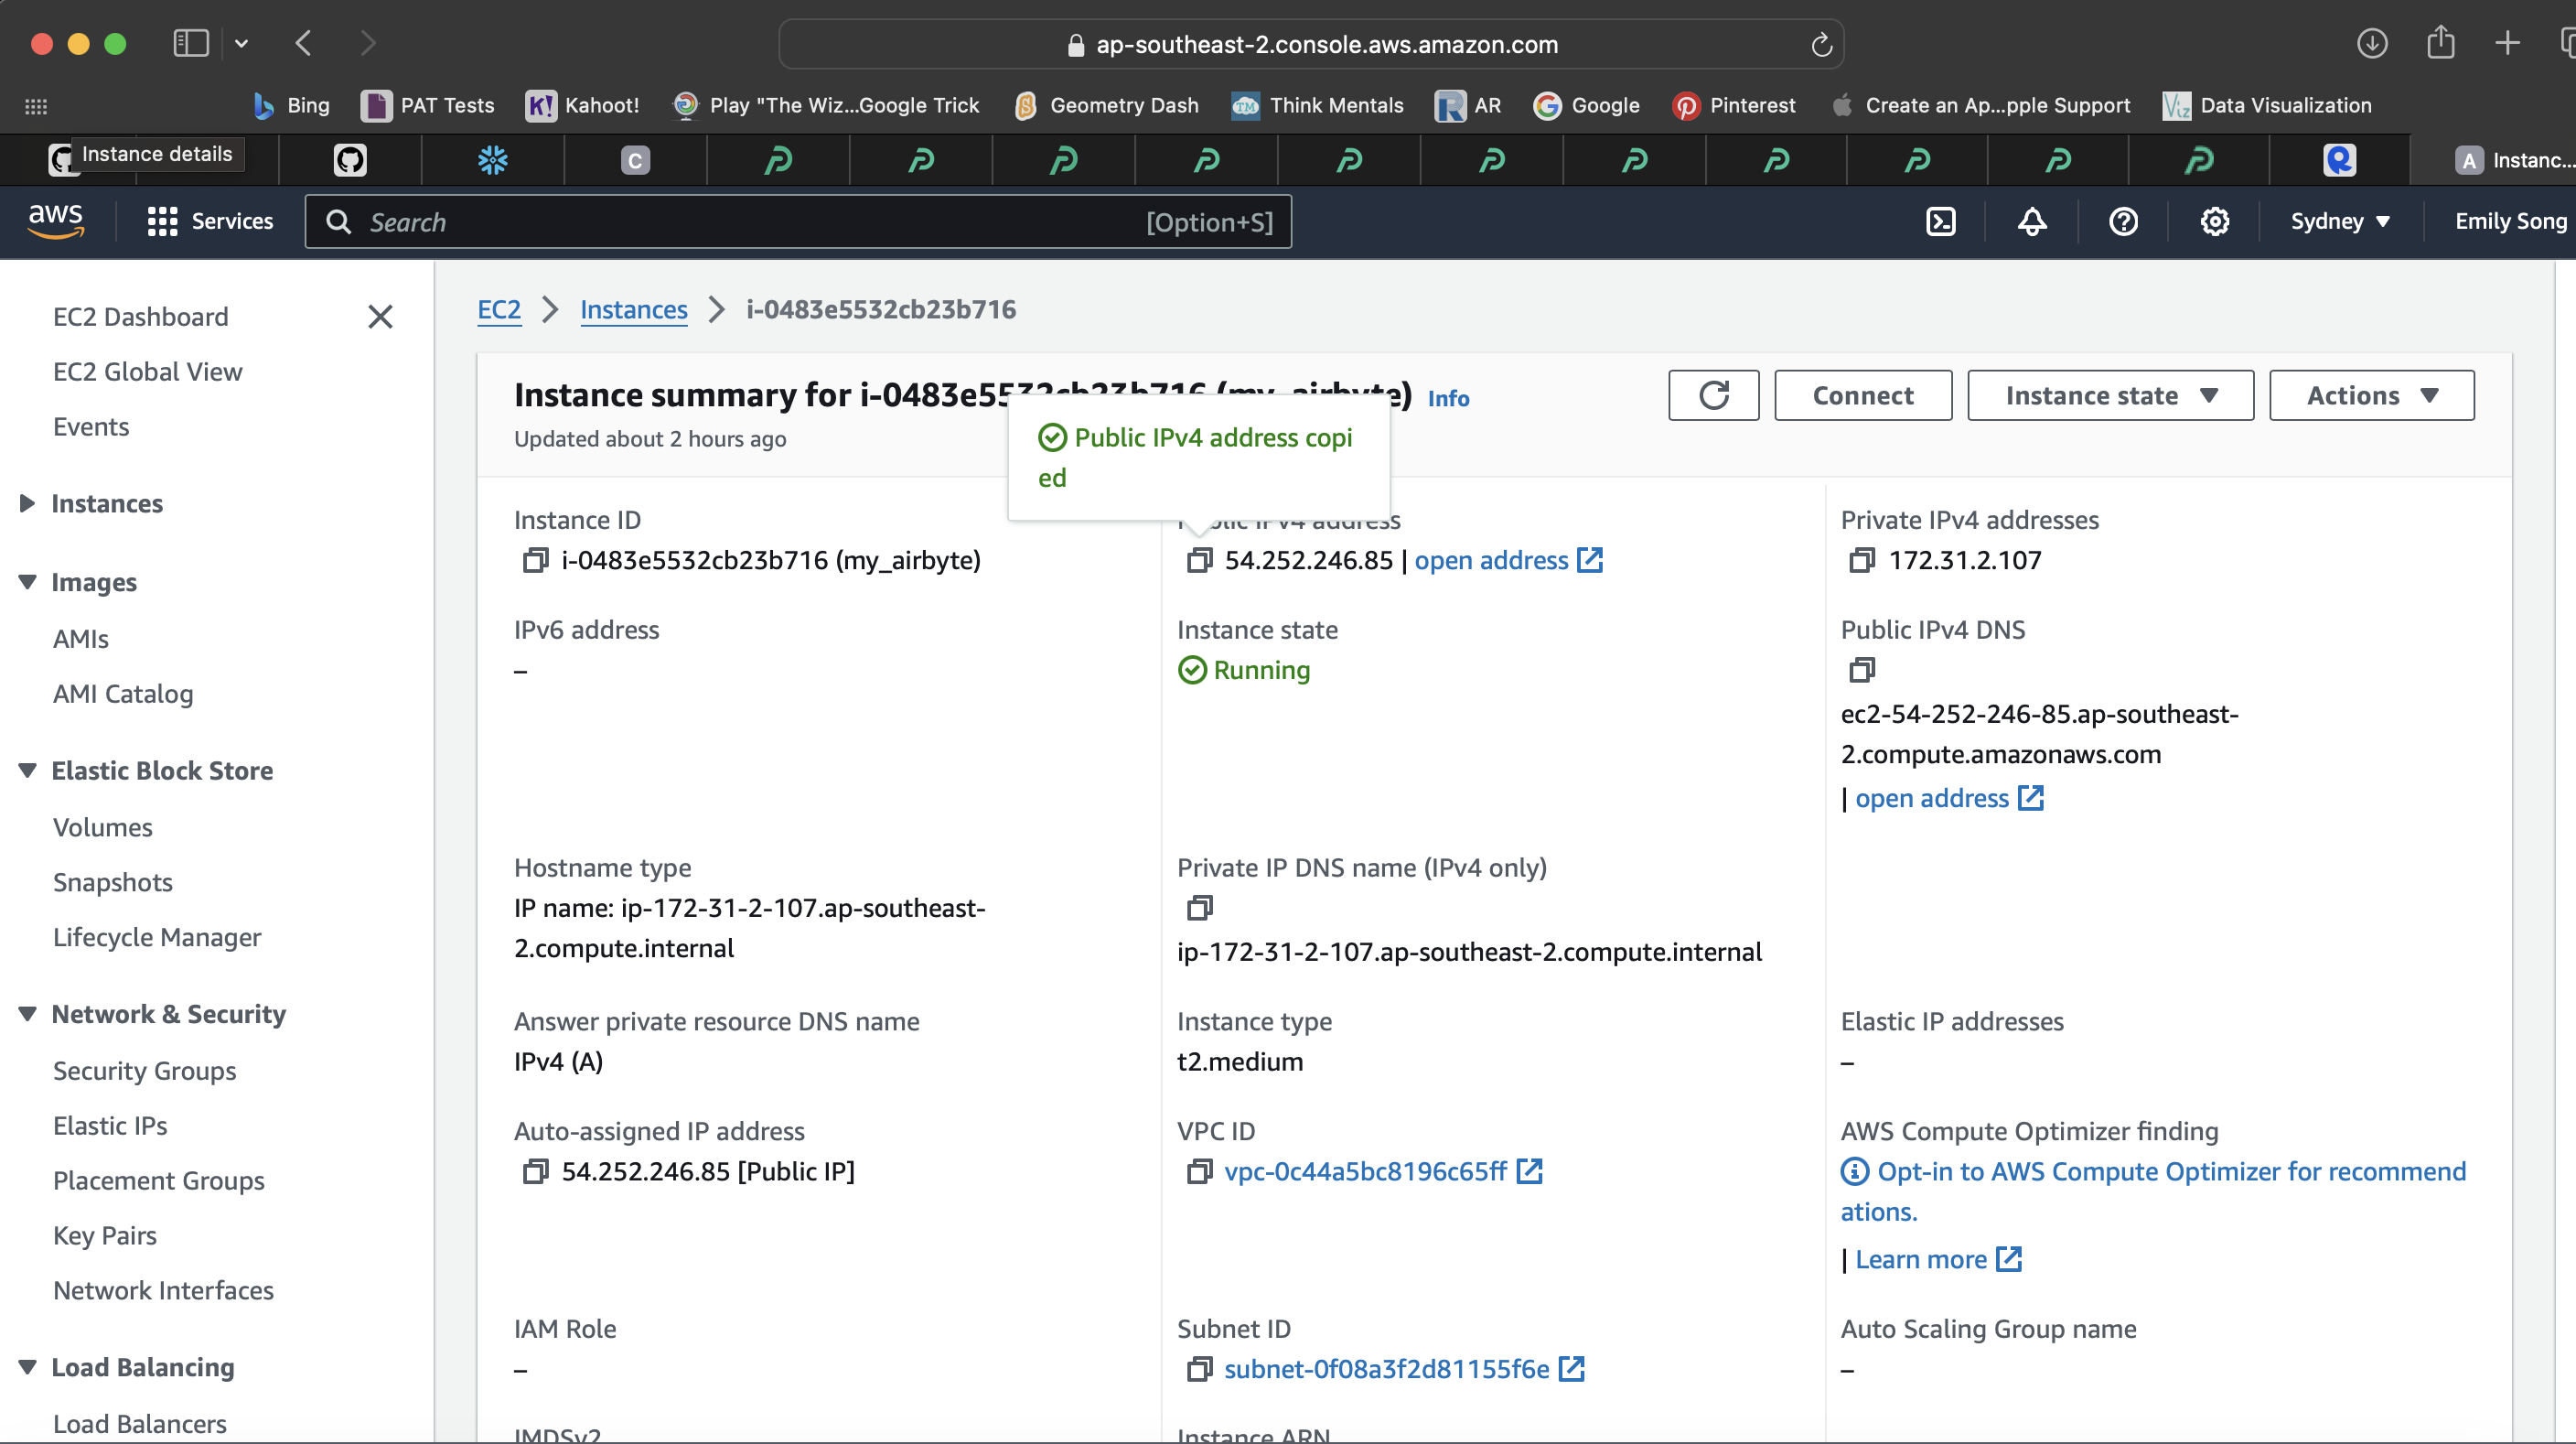 ap-southeast-2.console.aws.amazon.com
Bing
PAT Tests
K!
Kahoot!
Play "The Wiz...Google Trick
Geometry Dash
TM
Think Mentals
R
AR
Google
Pinterest
Create an Ap...pple Support
Viz
Data Visualization
Instance details
C
A
Instanc...
aws
Services
Search
[Option+S]
Sydney
Emily Song
EC2 Dashboard
EC2 Global View
Events
Instances
Images
AMIs
AMI Catalog
Elastic Block Store
Volumes
Snapshots
Lifecycle Manager
Network & Security
Security Groups
Elastic IPs
Placement Groups
Key Pairs
Network Interfaces
Load Balancing
Load Balancers
EC2
Instances
i-0483e5532cb23b716
Instance summary for i-0483e5532cb23b716 (my_airbyte)
Info
Updated about 2 hours ago
Connect
Instance state
Actions
Public IPv4 address copi
ed
Instance ID
i-0483e5532cb23b716 (my_airbyte)
Public IPv4 address
54.252.246.85 | open address
Private IPv4 addresses
172.31.2.107
IPv6 address
–
Instance state
Running
Public IPv4 DNS
ec2-54-252-246-85.ap-southeast-
2.compute.amazonaws.com
| open address
Hostname type
IP name: ip-172-31-2-107.ap-southeast-
2.compute.internal
Private IP DNS name (IPv4 only)
ip-172-31-2-107.ap-southeast-2.compute.internal
Answer private resource DNS name
IPv4 (A)
Instance type
t2.medium
Elastic IP addresses
–
Auto-assigned IP address
54.252.246.85 [Public IP]
VPC ID
vpc-0c44a5bc8196c65ff
AWS Compute Optimizer finding
Opt-in to AWS Compute Optimizer for recommend
ations.
| Learn more
IAM Role
–
Subnet ID
subnet-0f08a3f2d81155f6e
Auto Scaling Group name
–
IMDSv2
Instance ARN